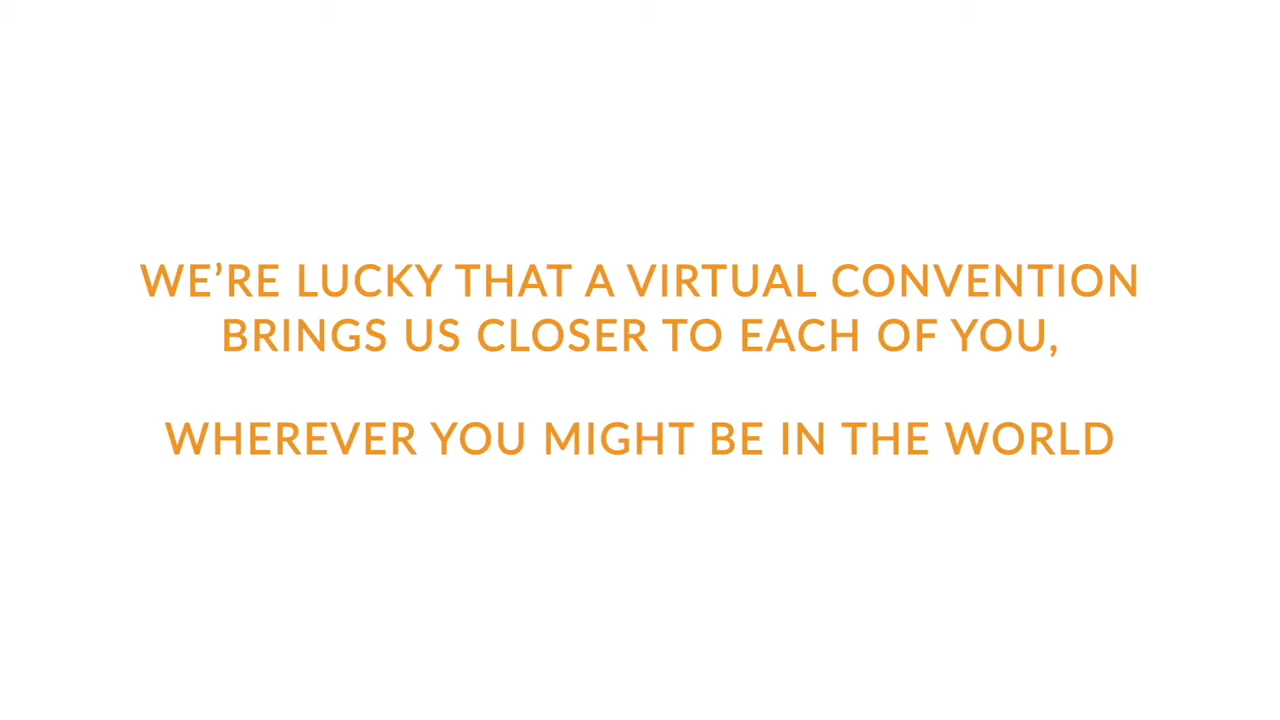 WE’RE LUCKY THAT A VIRTUAL CONVENTION
BRINGS US CLOSER TO EACH OF YOU,
WHEREVER YOU MIGHT BE IN THE WORLD